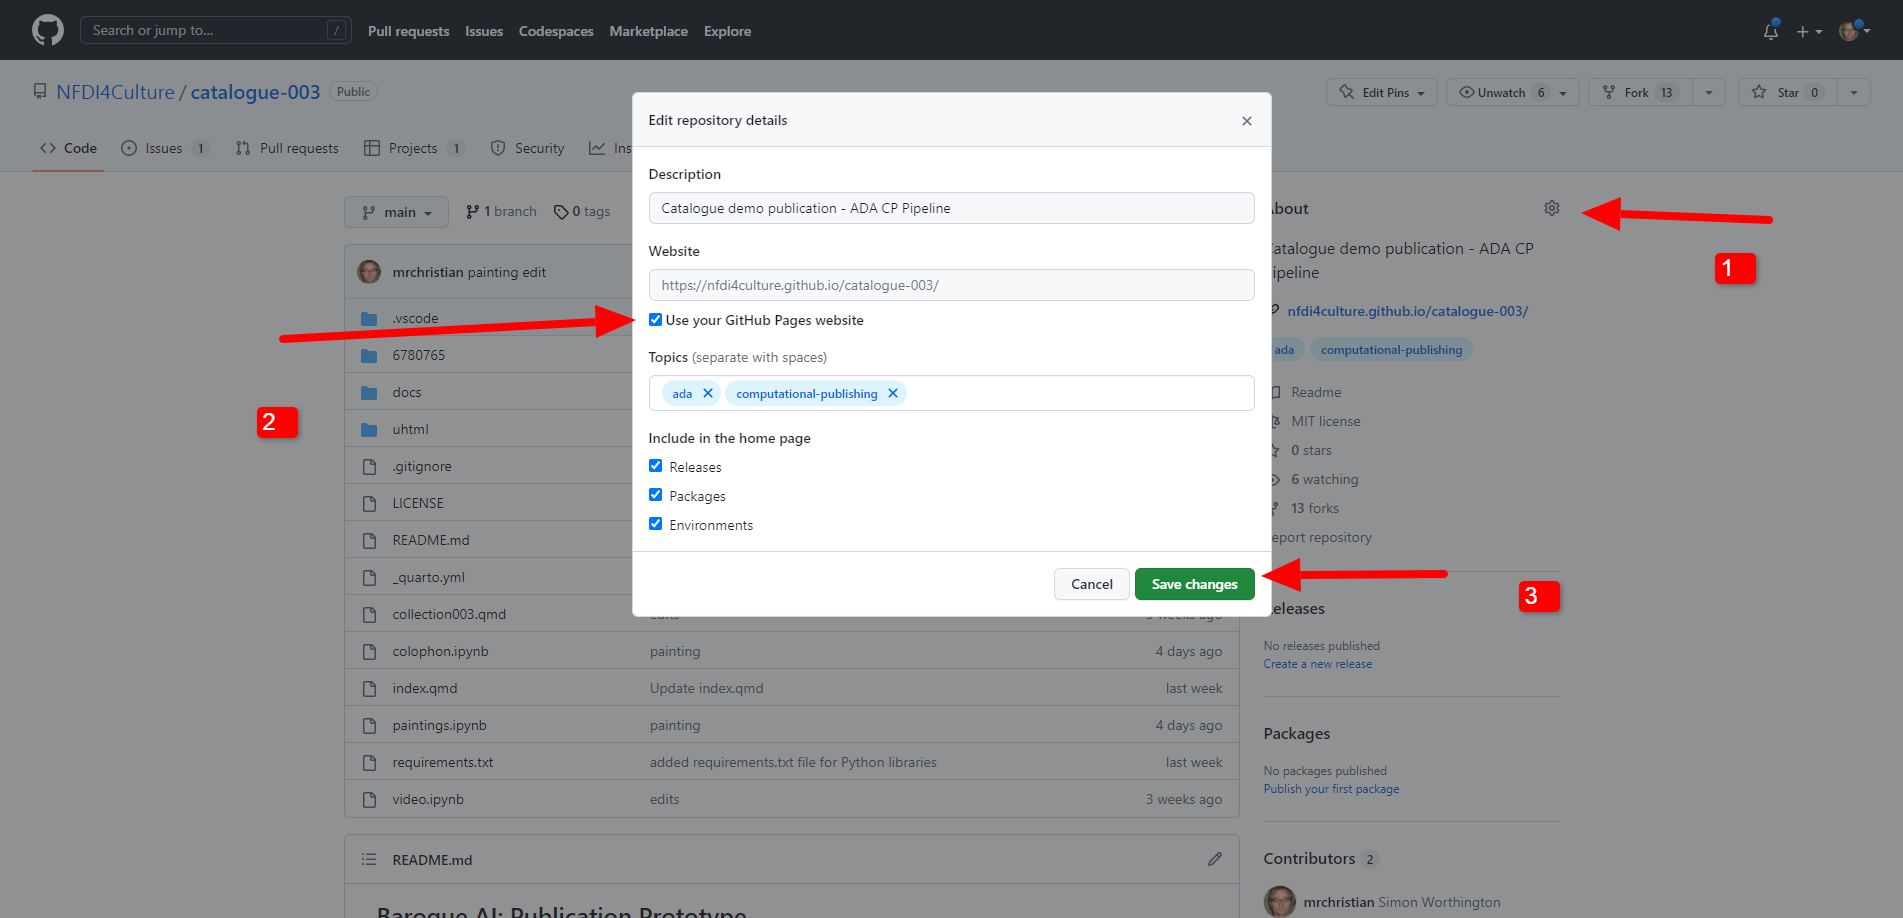 Search or jump to... /
Pull requests Issues Codespaces Marketplace Explore
NFDI4Culture / catalogue-003 Public
Edit Pins Unwatch 6 Fork 13 Star 0
Code Issues 1 Pull requests Projects 1 Security Ins
main 1 branch 0 tags
mrchristian painting edit
.vscode
6780765
docs
uhtml
.gitignore
LICENSE
README.md
_quarto.yml
collection003.qmd edits 3 weeks ago
colophon.ipynb painting 4 days ago
index.qmd Update index.qmd last week
paintings.ipynb painting 4 days ago
requirements.txt added requirements.txt file for Python libraries last week
video.ipynb edits 3 weeks ago
README.md
Baroque AI: Publication Prototype
Edit repository details
Description
Catalogue demo publication - ADA CP Pipeline
Website
https://nfdi4culture.github.io/catalogue-003/
Use your GitHub Pages website
Topics (separate with spaces)
ada computational-publishing
Include in the home page
Releases
Packages
Environments
Cancel Save changes
1
2
3
bout
atalogue demo publication - ADA CP
ipeline
nfdi4culture.github.io/catalogue-003/
ada computational-publishing
Readme
MIT license
0 stars
6 watching
13 forks
eport repository
eleases
No releases published
Create a new release
Packages
No packages published
Publish your first package
Contributors 2
mrchristian Simon Worthington